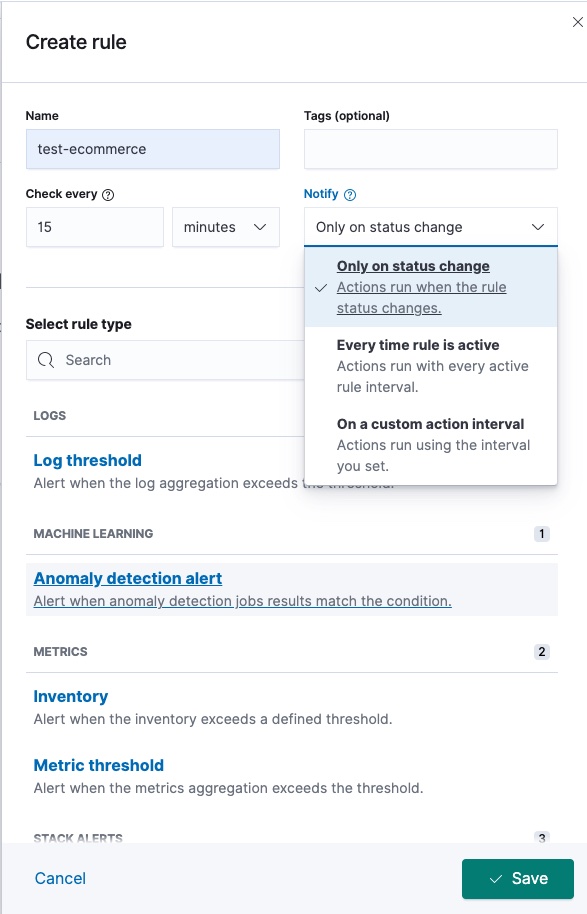 Create rule
Name
Tags (optional)
test-ecommerce
Check every
Notify
15
minutes
Only on status change
Only on status change
Actions run when the rule
status changes.
Every time rule is active
Actions run with every active
rule interval.
On a custom action interval
Actions run using the interval
you set.
Select rule type
Search
LOGS
Log threshold
Alert when the log aggregation exceeds the threshold.
MACHINE LEARNING 1
Anomaly detection alert
Alert when anomaly detection jobs results match the condition.
METRICS 2
Inventory
Alert when the inventory exceeds a defined threshold.
Metric threshold
Alert when the metrics aggregation exceeds the threshold.
STACK ALERTS 3
Cancel
Save